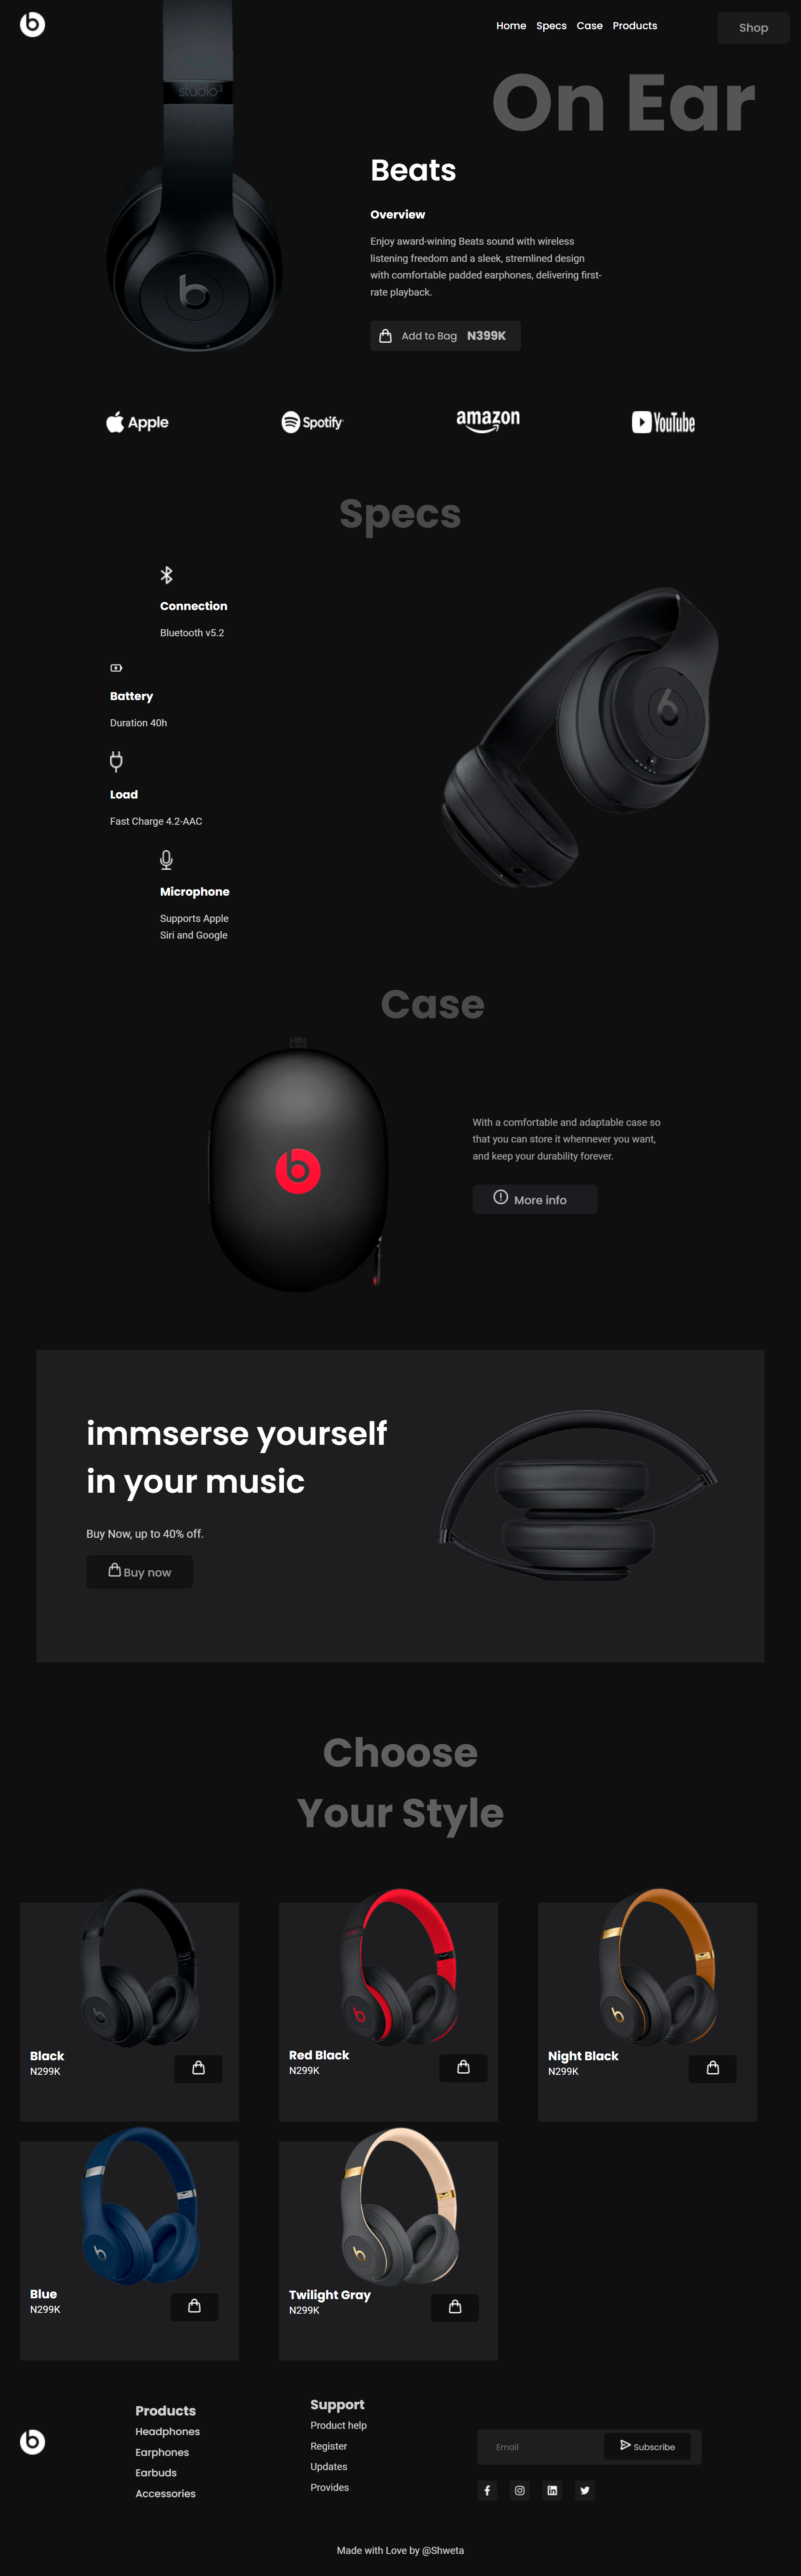 Home Specs Case Products Shop
studio3
On Ear
Beats
Overview
Enjoy award-wining Beats sound with wireless
listening freedom and a sleek, stremlined design
with comfortable padded earphones, delivering first-
rate playback.
Add to Bag N399K
Apple Spotify amazon YouTube
Specs
Connection
Bluetooth v5.2
Battery
Duration 40h
Load
Fast Charge 4.2-AAC
Microphone
Supports Apple
Siri and Google
Case
With a comfortable and adaptable case so
that you can store it whennever you want,
and keep your durability forever.
More info
immserse yourself
in your music
Buy Now, up to 40% off.
Buy now
Choose
Your Style
Black
N299K
Red Black
N299K
Night Black
N299K
Blue
N299K
Twilight Gray
N299K
Products
Headphones
Earphones
Earbuds
Accessories
Support
Product help
Register
Updates
Provides
Email Subscribe
Made with Love by @Shweta